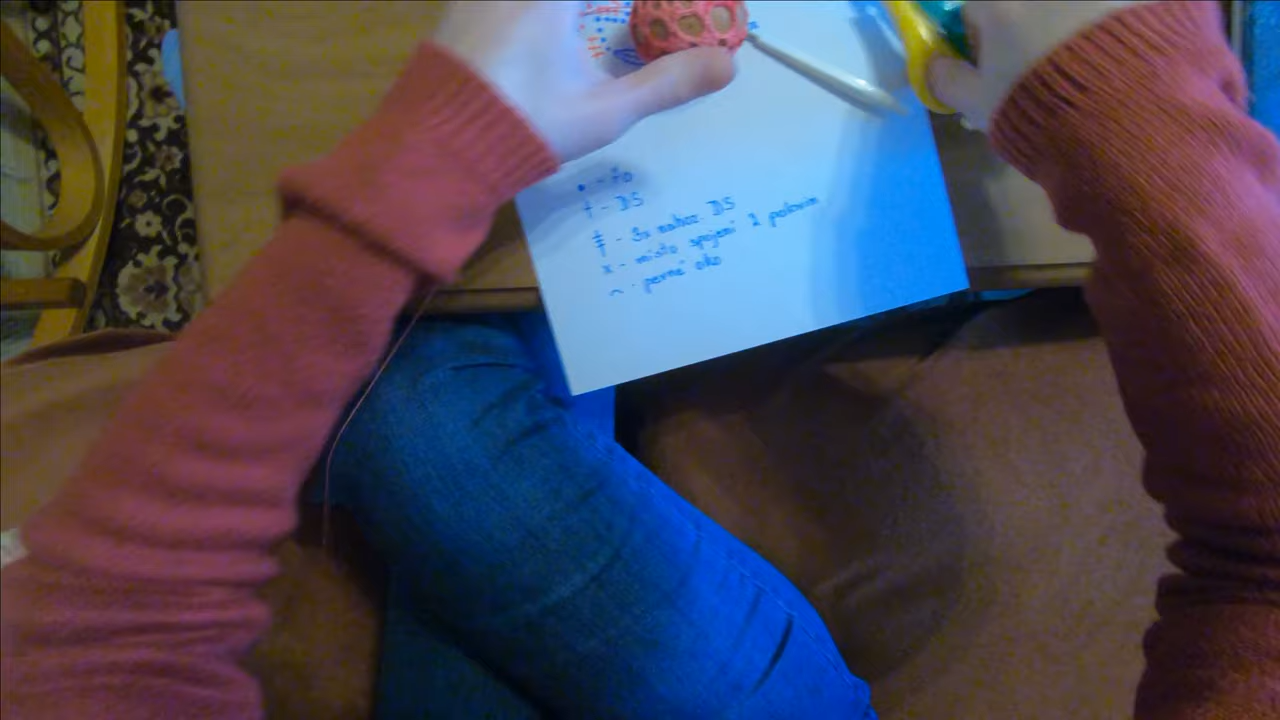 • - ŘO
† - DS
‡ - 3x nahoz. DS
x - místo spojení 2 polovin
⌢ - pevné oko